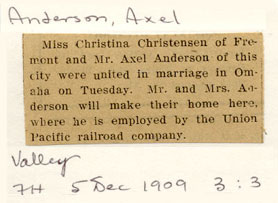 Anderson, Axel
Miss Christina Christensen of Fre-
mont and Mr. Axel Anderson of this
city were united in marriage in Om-
aha on Tuesday. Mr. and Mrs. An-
derson will make their home here,
where he is employed by the Union
Pacific railroad company.
Valley
7H 5 Dec 1909 3:3